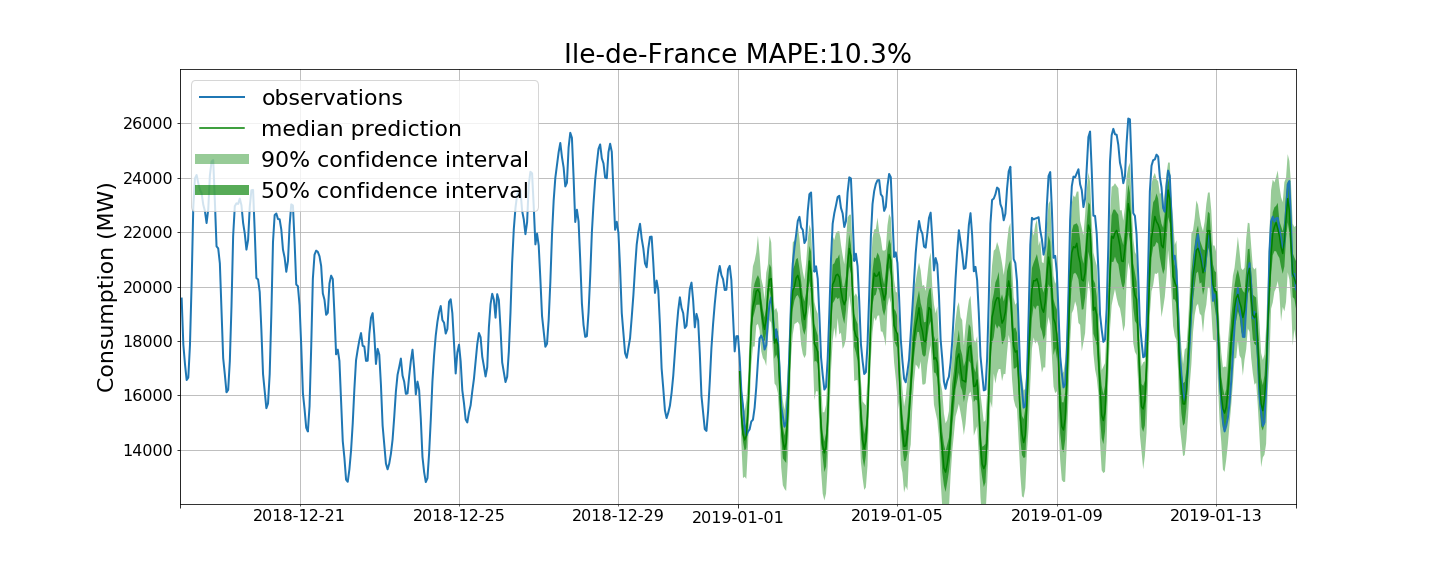 Ile-de-France MAPE:10.3%
observations
median prediction
90% confidence interval
50% confidence interval
Consumption (MW)
26000
24000
22000
20000
18000
16000
14000
2018-12-21
2018-12-25
2018-12-29
2019-01-01
2019-01-05
2019-01-09
2019-01-13